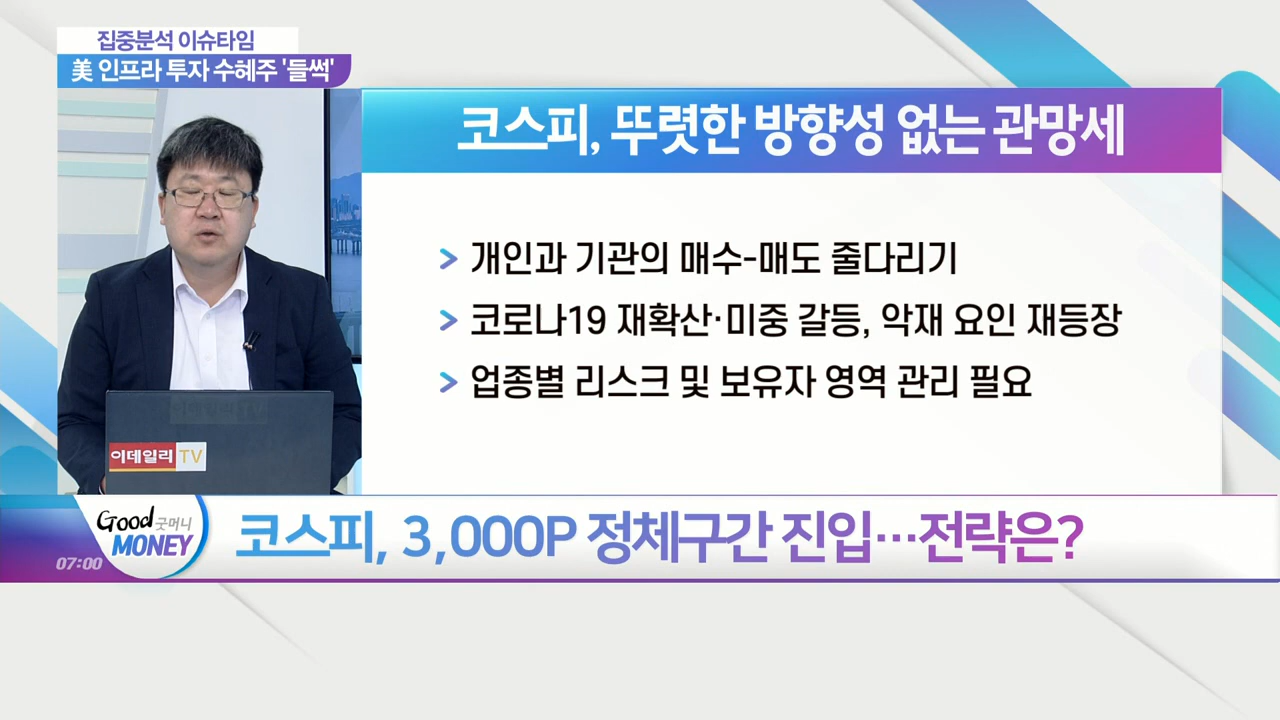 집중분석 이슈타임
美 인프라 투자 수혜주 '들썩'
코스피, 뚜렷한 방향성 없는 관망세
> 개인과 기관의 매수-매도 줄다리기
> 코로나19 재확산·미중 갈등, 악재 요인 재등장
> 업종별 리스크 및 보유자 영역 관리 필요
이데일리 TV
Good 굿머니
MONEY
07:00
코스피, 3,000P 정체구간 진입…전략은?